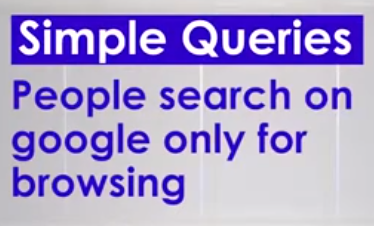 Simple Queries
People search on
google only for
browsing